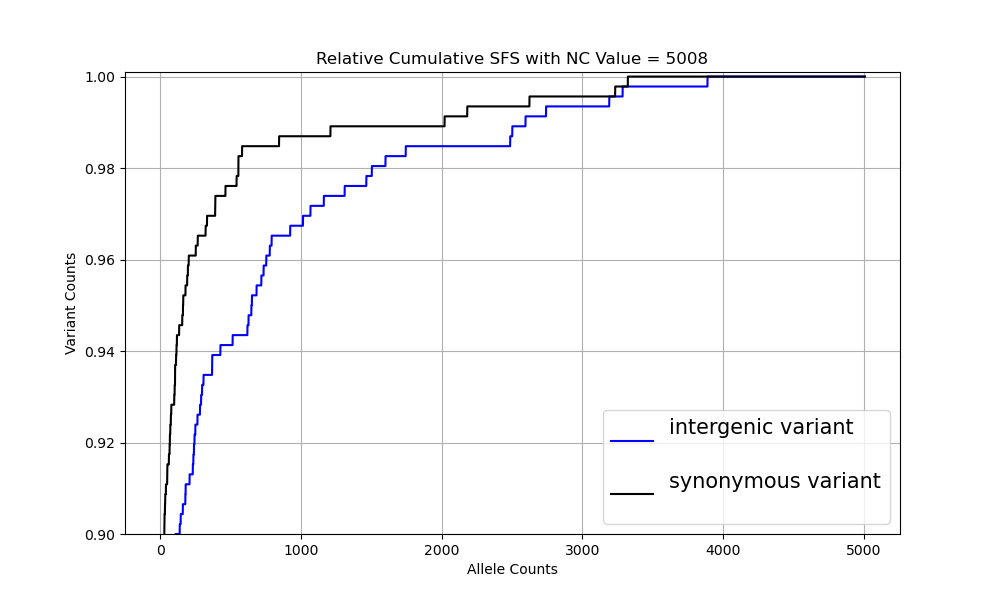 Relative Cumulative SFS with NC Value = 5008
1.00
0.98
0.96
0.94
0.92
0.90
Variant Counts
intergenic variant
synonymous variant
0
1000
2000
3000
4000
5000
Allele Counts